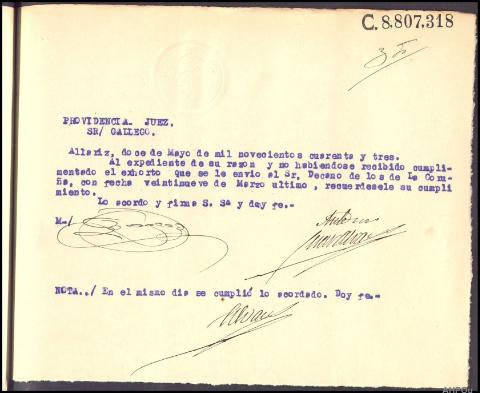 C.8.807.318
PROVIDENCIA JUEZ.
SR/ GALLEGO.
Allariz, doce de Mayo de mil novecientos cuarenta y tres.
Al expediente de su razon y no habiendose recibido cumpli-
mentado el exhorto que se le envio al Sr, Decano de los de La Coru-
ña, con fecha veintinueve de Marzo ultimo, recuerdesele su cumpli
miento.
Lo acordo y firma S. Sª y doy fe.-
M-/
NOTA../ En el mismo dia se cumplió lo acordado. Doy fe.-
AHPOu